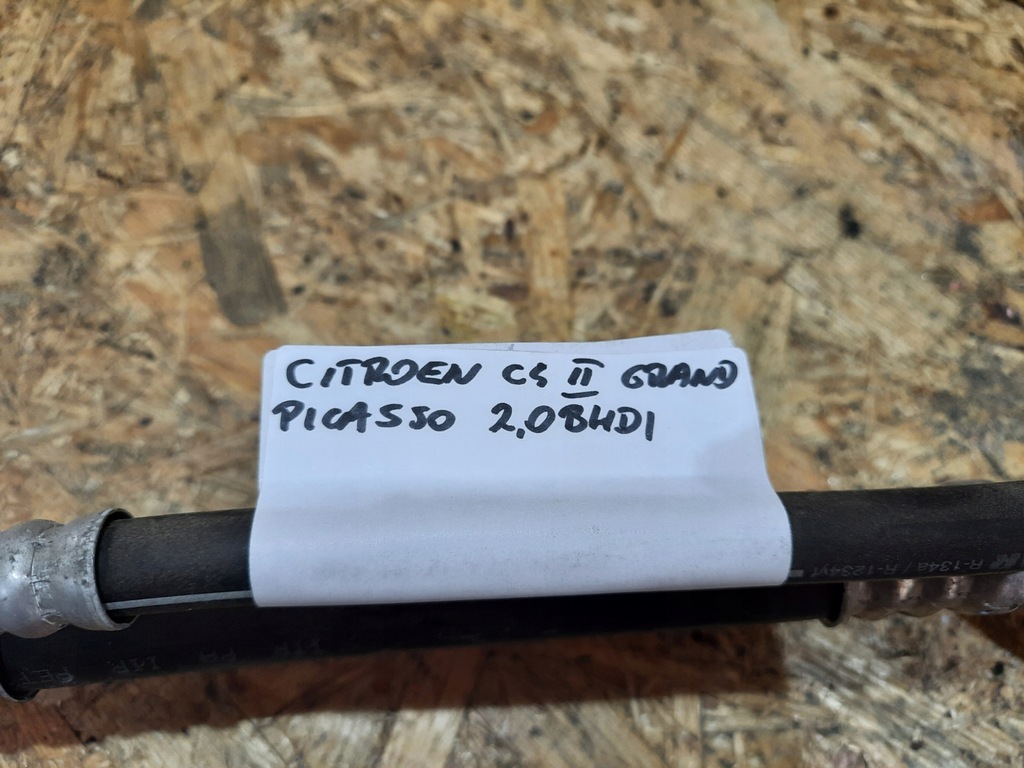 CITROEN C4 II GRAND
PICASSO 2,0BHDI
R-134a / R-1234yf